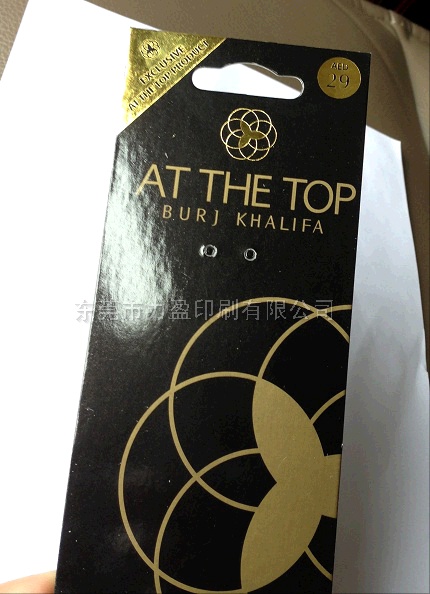 EXCLUSIVE
AT THE TOP PRODUCT
AED
29
AT THE TOP
BURJ KHALIFA
东莞市力盈印刷有限公司